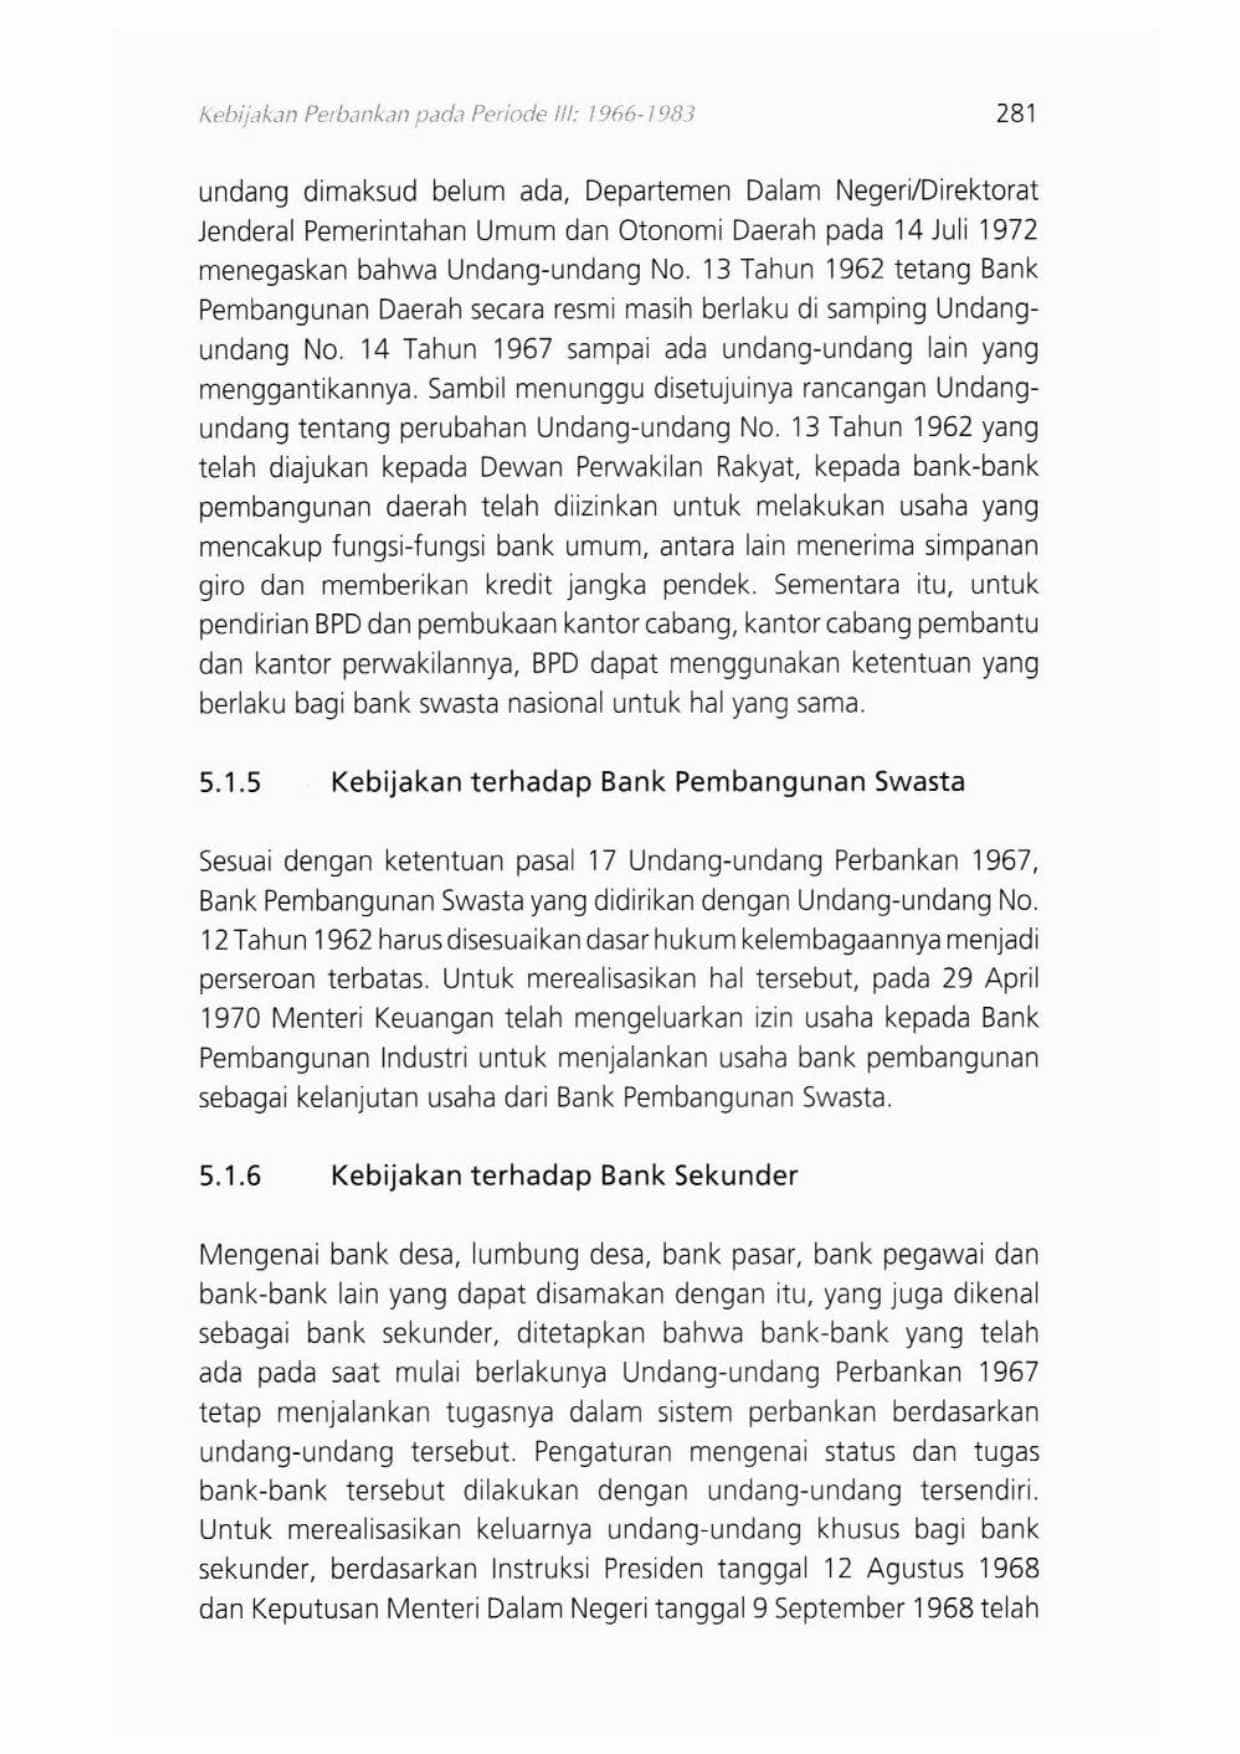 Kebijakan Perbankan pada Periode III: 1966-1983 281
undang dimaksud belum ada, Departemen Dalam Negeri/Direktorat
Jenderal Pemerintahan Umum dan Otonomi Daerah pada 14 Juli 1972
menegaskan bahwa Undang-undang No. 13 Tahun 1962 tetang Bank
Pembangunan Daerah secara resmi masih berlaku di samping Undang-
undang No. 14 Tahun 1967 sampai ada undang-undang lain yang
menggantikannya. Sambil menunggu disetujuinya rancangan Undang-
undang tentang perubahan Undang-undang No. 13 Tahun 1962 yang
telah diajukan kepada Dewan Perwakilan Rakyat, kepada bank-bank
pembangunan daerah telah diizinkan untuk melakukan usaha yang
mencakup fungsi-fungsi bank umum, antara lain menerima simpanan
giro dan memberikan kredit jangka pendek. Sementara itu, untuk
pendirian BPD dan pembukaan kantor cabang, kantor cabang pembantu
dan kantor perwakilannya, BPD dapat menggunakan ketentuan yang
berlaku bagi bank swasta nasional untuk hal yang sama.
5.1.5 Kebijakan terhadap Bank Pembangunan Swasta
Sesuai dengan ketentuan pasal 17 Undang-undang Perbankan 1967,
Bank Pembangunan Swasta yang didirikan dengan Undang-undang No.
12 Tahun 1962 harus disesuaikan dasar hukum kelembagaannya menjadi
perseroan terbatas. Untuk merealisasikan hal tersebut, pada 29 April
1970 Menteri Keuangan telah mengeluarkan izin usaha kepada Bank
Pembangunan Industri untuk menjalankan usaha bank pembangunan
sebagai kelanjutan usaha dari Bank Pembangunan Swasta.
5.1.6 Kebijakan terhadap Bank Sekunder
Mengenai bank desa, lumbung desa, bank pasar, bank pegawai dan
bank-bank lain yang dapat disamakan dengan itu, yang juga dikenal
sebagai bank sekunder, ditetapkan bahwa bank-bank yang telah
ada pada saat mulai berlakunya Undang-undang Perbankan 1967
tetap menjalankan tugasnya dalam sistem perbankan berdasarkan
undang-undang tersebut. Pengaturan mengenai status dan tugas
bank-bank tersebut dilakukan dengan undang-undang tersendiri.
Untuk merealisasikan keluarnya undang-undang khusus bagi bank
sekunder, berdasarkan Instruksi Presiden tanggal 12 Agustus 1968
dan Keputusan Menteri Dalam Negeri tanggal 9 September 1968 telah